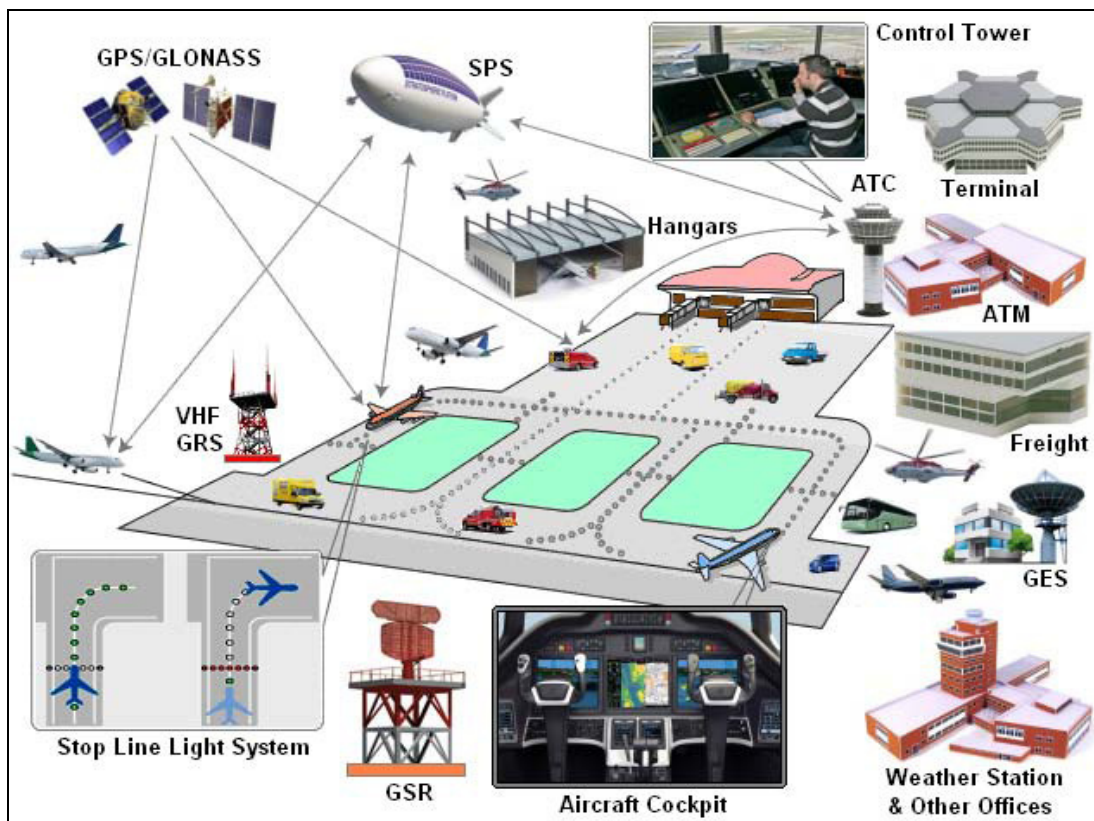 GPS/GLONASS
SPS
Control Tower
Terminal
ATC
Hangars
ATM
VHF
GRS
Freight
GES
Stop Line Light System
GSR
Aircraft Cockpit
Weather Station
& Other Offices